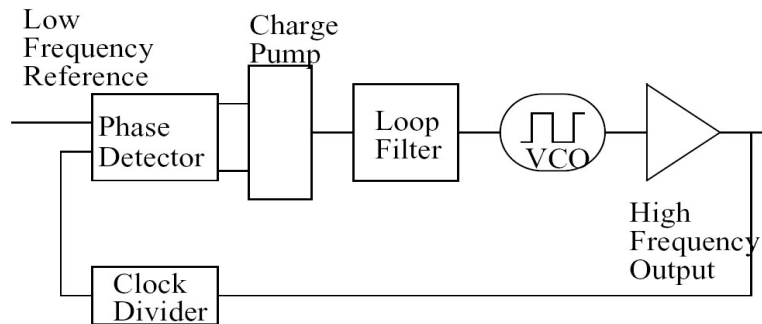 Low
Frequency
Reference
Charge
Pump
Phase
Detector
Loop
Filter
VCO
High
Frequency
Output
Clock
Divider